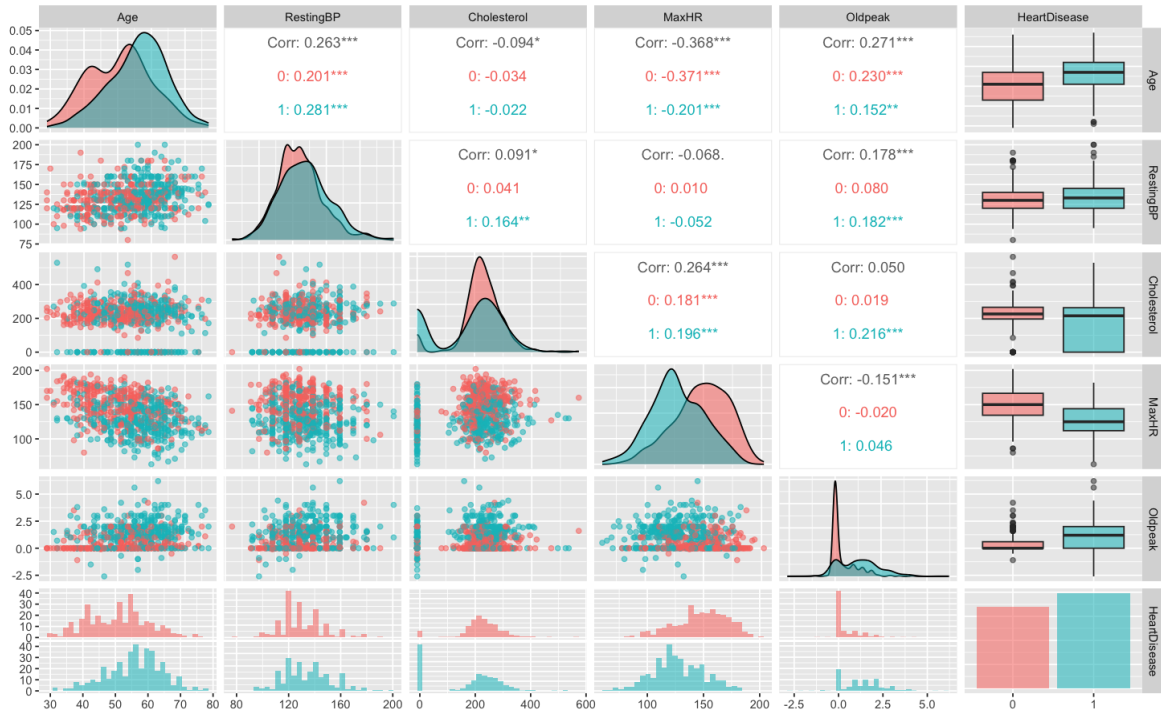 Age RestingBP Cholesterol MaxHR Oldpeak HeartDisease
0.05
0.04
0.03
0.02
0.01
0.00
Corr: 0.263***
0: 0.201***
1: 0.281***
Corr: -0.094*
0: -0.034
1: -0.022
Corr: -0.368***
0: -0.371***
1: -0.201***
Corr: 0.271***
0: 0.230***
1: 0.152**
Age
200
175
150
125
100
75
Corr: 0.091*
0: 0.041
1: 0.164**
Corr: -0.068.
0: 0.010
1: -0.052
Corr: 0.178***
0: 0.080
1: 0.182***
RestingBP
400
200
0
Corr: 0.264***
0: 0.181***
1: 0.196***
Corr: 0.050
0: 0.019
1: 0.216***
Cholesterol
200
150
100
Corr: -0.151***
0: -0.020
1: 0.046
MaxHR
5.0
2.5
0.0
-2.5
Oldpeak
40
30
20
10
0
40
30
20
10
0
HeartDisease
30 40 50 60 70 80
80 120 160 200
0 200 400 600
100 150 200
-2.5 0.0 2.5 5.0
0 1